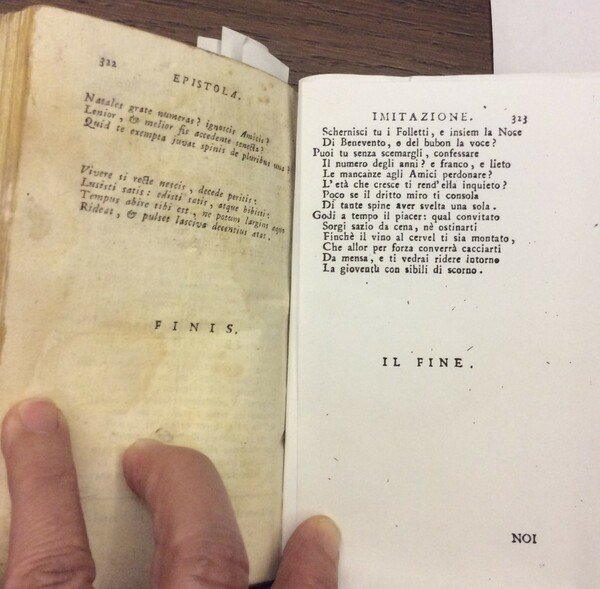 322
EPISTOLA.
Natales grate numeras? ignoscis Amicis?
Lenior, & melior fis accedente senecta?
Quid te exempta juvat spinis de pluribus una?
Vivere si recte nescis, decede peritis:
Lusisti satis: edisti satis, atque bibisti:
Tempus abire tibi est, ne potum largius æquo
Rideat, & pulset lasciva decentius ætas.
FINIS.
IMITAZIONE. 323
Schernisci tu i Folletti, e insiem la Noce
Di Benevento, o del bubon la voce?
Puoi tu senza scemargli, confessare
Il numero degli anni? e franco, e lieto
Le mancanze agli Amici perdonare?
L'età che cresce ti rend'ella inquieto?
Poco se il dritto miro ti consola
Di tante spine aver svelta una sola.
Godi a tempo il piacer: qual convitato
Sorgi sazio da cena, nè ostinarti
Finchè il vino al cervel ti sia montato,
Che allor per forza converrà cacciarti
Da mensa, e ti vedrai ridere intorno
La gioventù con sibili di scorno.
IL FINE.
NOI